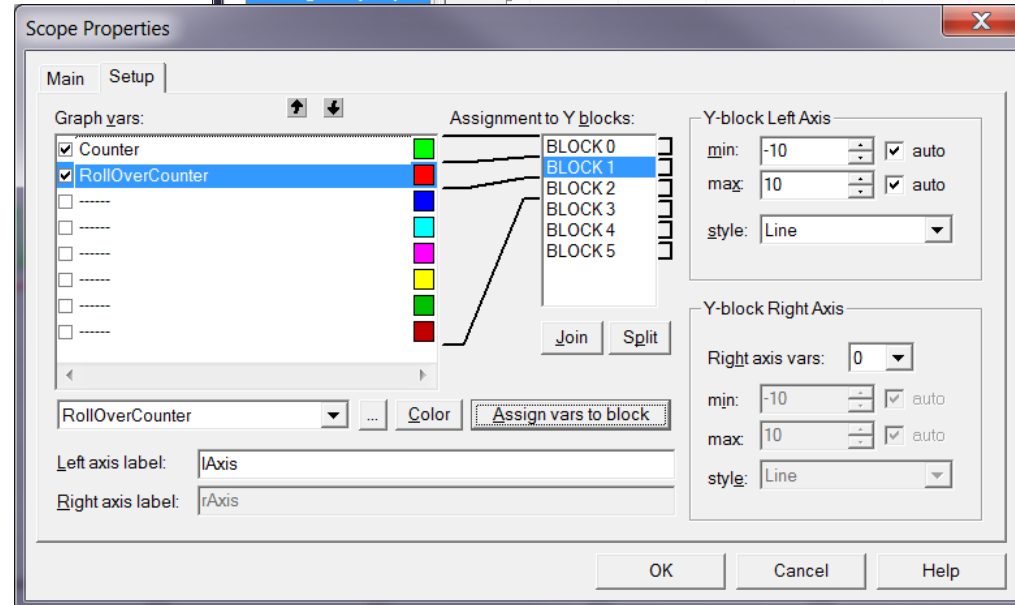 Scope Properties
X
Main Setup
Graph vars:
Counter
RollOverCounter
------
------
------
------
------
------
RollOverCounter
...
Color
Assign vars to block
Left axis label: lAxis
Right axis label: rAxis
Assignment to Y blocks:
BLOCK 0
BLOCK 1
BLOCK 2
BLOCK 3
BLOCK 4
BLOCK 5
Join Split
Y-block Left Axis
min: -10 auto
max: 10 auto
style: Line
Y-block Right Axis
Right axis vars: 0
min: -10 auto
max: 10 auto
style: Line
OK Cancel Help